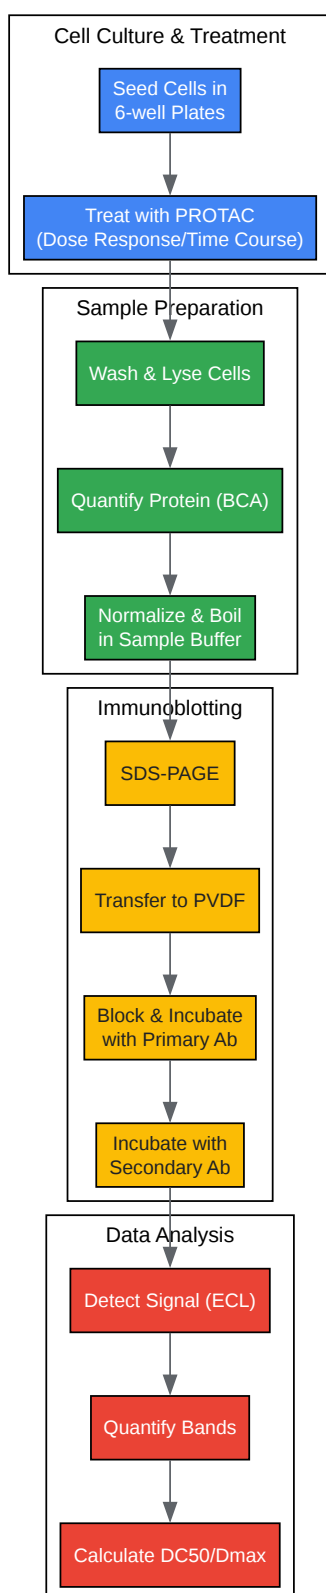 Cell Culture & Treatment
Seed Cells in
6-well Plates
Treat with PROTAC
(Dose Response/Time Course)
Sample Preparation
Wash & Lyse Cells
Quantify Protein (BCA)
Normalize & Boil
in Sample Buffer
Immunoblotting
SDS-PAGE
Transfer to PVDF
Block & Incubate
with Primary Ab
Incubate with
Secondary Ab
Data Analysis
Detect Signal (ECL)
Quantify Bands
Calculate DC50/Dmax